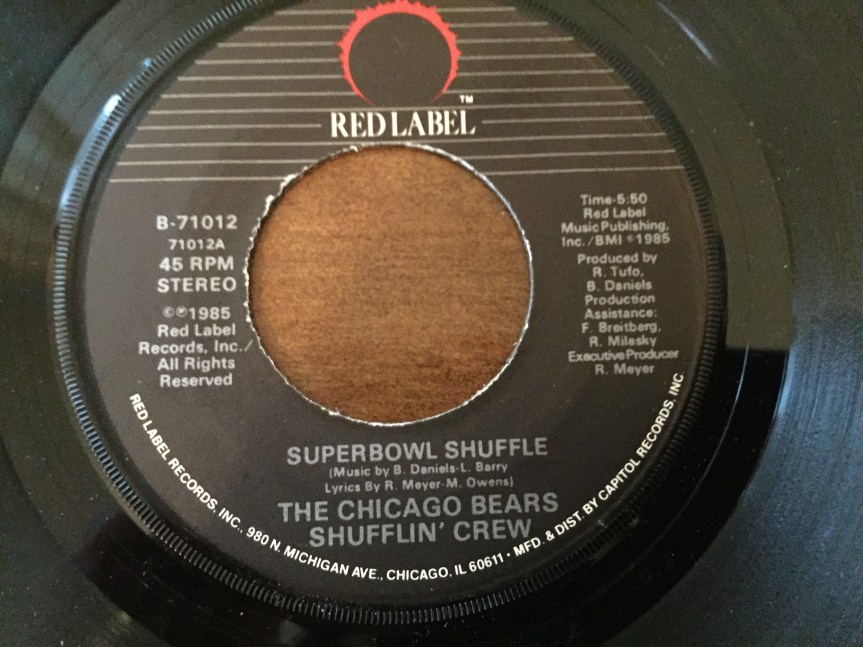 RED LABEL™
B-71012
71012A
45 RPM
STEREO
©℗1985
Red Label
Records, Inc./
All Rights
Reserved
Time-5:50
Red Label
Music Publishing,
Inc./BMI ©1985
Produced by
R. Tufo,
B. Daniels
Production
Assistance:
F. Breitberg,
R. Milasky
Executive Producer
R. Meyer
SUPERBOWL SHUFFLE
(Music by B. Daniels-L. Barry
Lyrics By R. Meyer-M. Owens)
THE CHICAGO BEARS
SHUFFLIN' CREW
RED LABEL RECORDS, INC., 980 N. MICHIGAN AVE., CHICAGO, IL 60611 • MFD. & DIST. BY CAPITOL RECORDS, INC